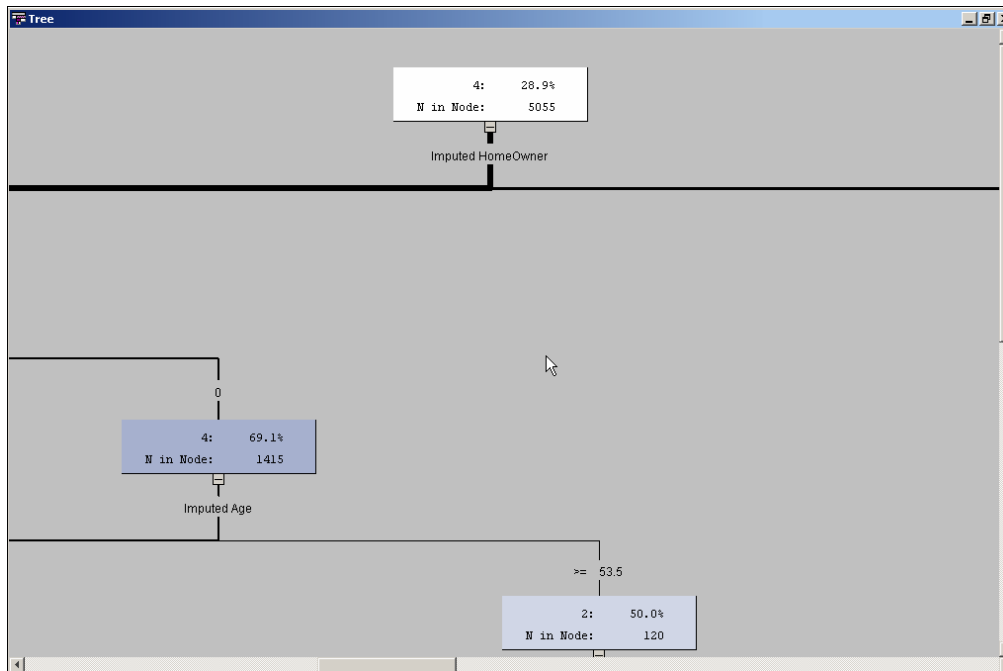 Tree
4: 28.9%
N in Node: 5055
Imputed HomeOwner
0
4: 69.1%
N in Node: 1415
Imputed Age
>= 53.5
2: 50.0%
N in Node: 120